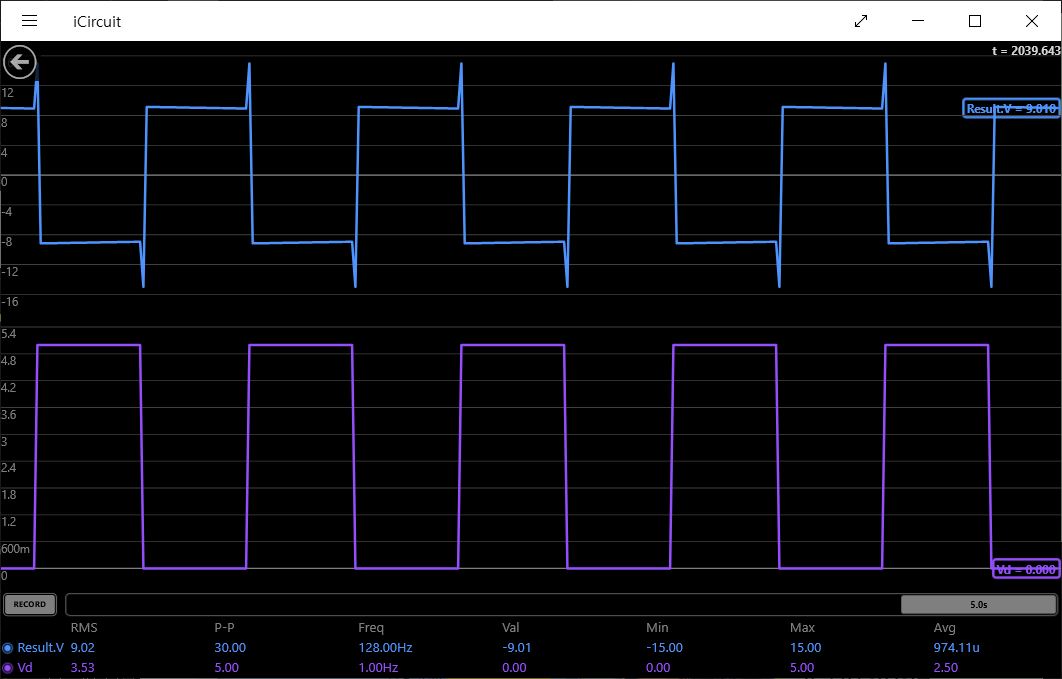 iCircuit
t = 2039.643
12
8
4
0
-4
-8
-12
-16
Result.V = 9.010
5.4
4.8
4.2
3.6
3
2.4
1.8
1.2
600m
0
Vd = 0.000
RECORD
5.0s
RMS P-P Freq Val Min Max Avg
Result.V 9.02 30.00 128.00Hz -9.01 -15.00 15.00 974.11u
Vd 3.53 5.00 1.00Hz 0.00 0.00 5.00 2.50